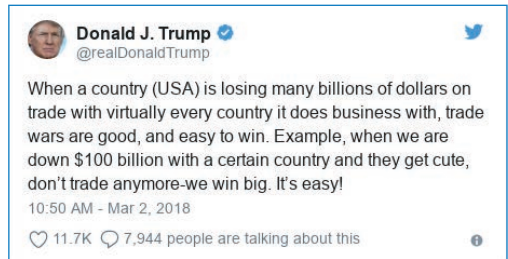 Donald J. Trump
@realDonaldTrump
When a country (USA) is losing many billions of dollars on
trade with virtually every country it does business with, trade
wars are good, and easy to win. Example, when we are
down $100 billion with a certain country and they get cute,
don’t trade anymore-we win big. It’s easy!
10:50 AM - Mar 2, 2018
11.7K 7,944 people are talking about this